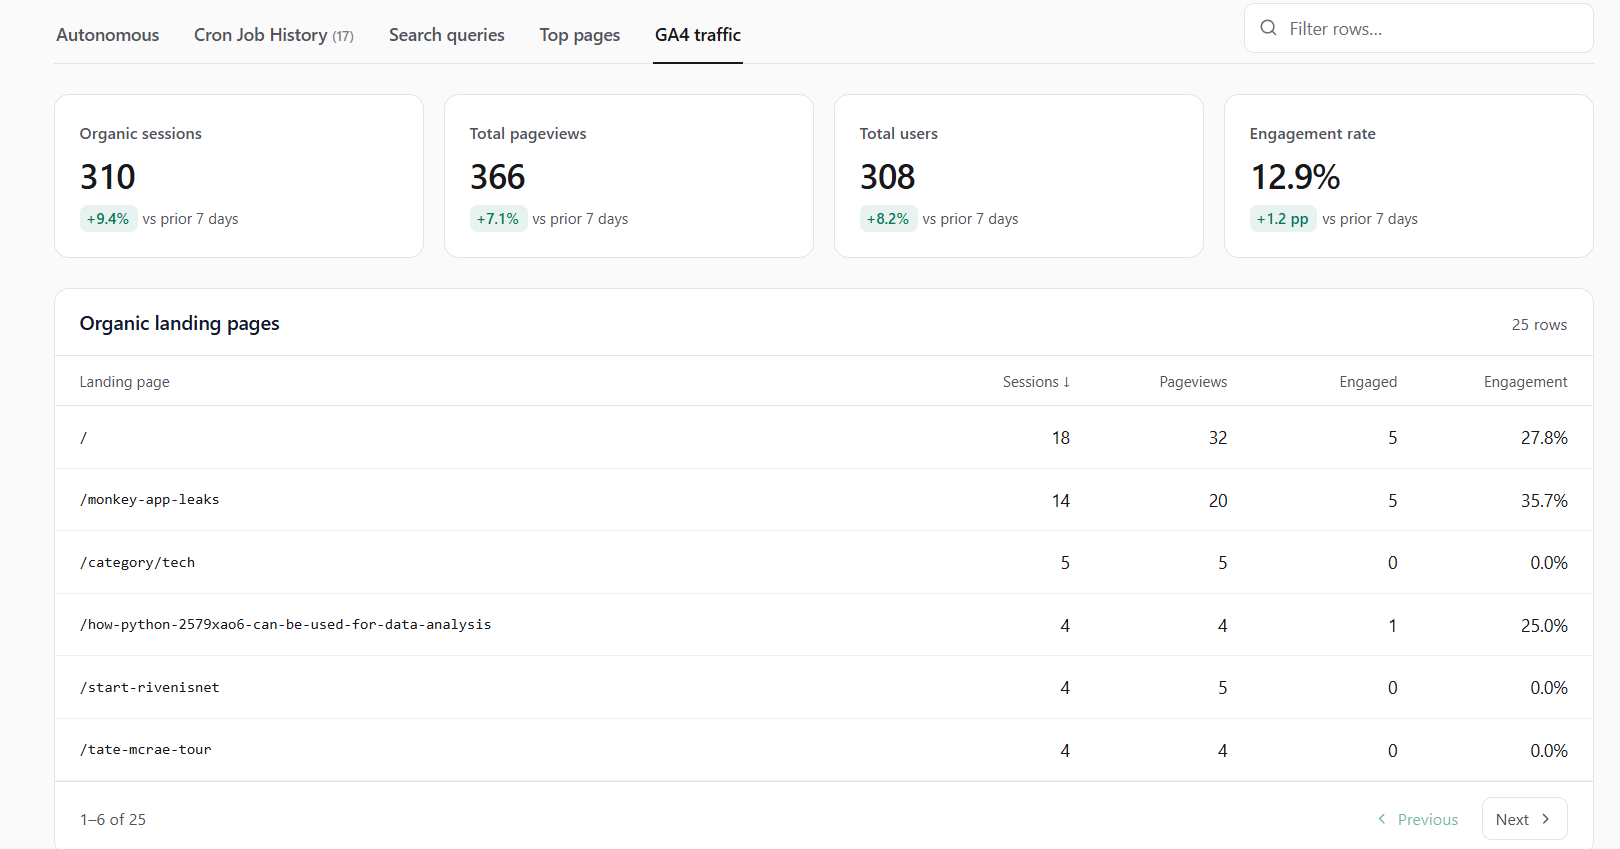 Autonomous Cron Job History (17) Search queries Top pages GA4 traffic Filter rows...
Organic sessions Total pageviews Total users Engagement rate
310 366 308 12.9%
+9.4% vs prior 7 days +7.1% vs prior 7 days +8.2% vs prior 7 days +1.2 pp vs prior 7 days
Organic landing pages 25 rows
Landing page Sessions ↓ Pageviews Engaged Engagement
/ 18 32 5 27.8%
/monkey-app-leaks 14 20 5 35.7%
/category/tech 5 5 0 0.0%
/how-python-2579xao6-can-be-used-for-data-analysis 4 4 1 25.0%
/start-rivenisnet 4 5 0 0.0%
/tate-mcrae-tour 4 4 0 0.0%
1–6 of 25 Previous Next